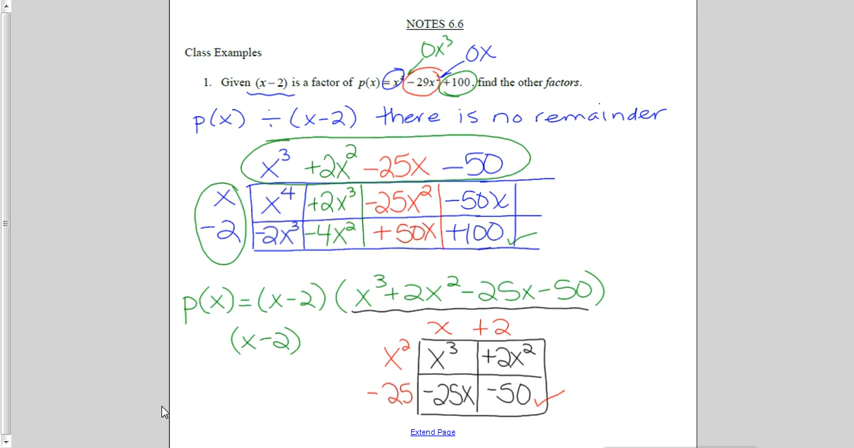 NOTES 6.6
Class Examples
0x³ 0x
1. Given (x – 2) is a factor of p(x) = x⁴ – 29x² + 100, find the other factors.
p(x) ÷ (x-2) there is no remainder
x³ +2x² -25x -50
x x⁴ +2x³ -25x² -50x
-2 -2x³ -4x² +50x +100 ✓
p(x) = (x-2) (x³+2x²-25x-50)
(x-2) x +2
x² x³ +2x²
-25 -25x -50 ✓
Extend Page